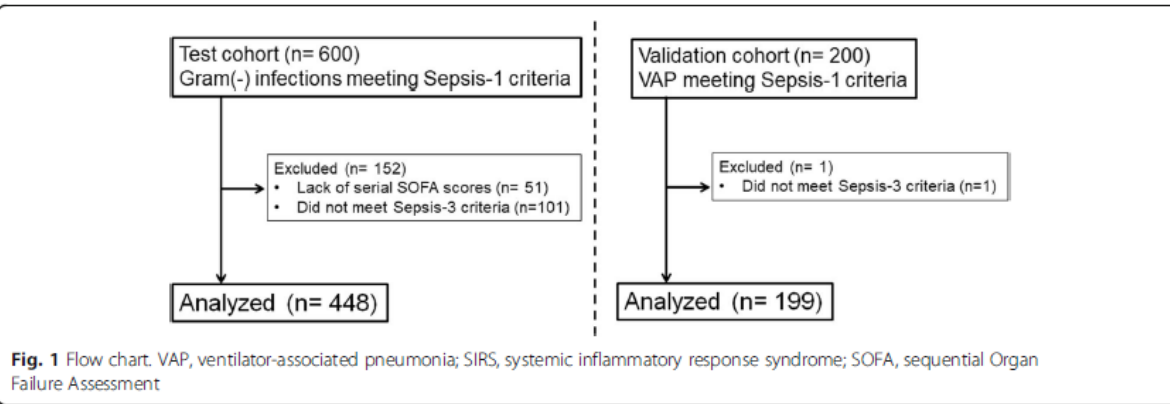 Test cohort (n= 600)
Gram(-) infections meeting Sepsis-1 criteria
Excluded (n= 152)
• Lack of serial SOFA scores (n= 51)
• Did not meet Sepsis-3 criteria (n=101)
Analyzed (n= 448)
Validation cohort (n= 200)
VAP meeting Sepsis-1 criteria
Excluded (n= 1)
• Did not meet Sepsis-3 criteria (n=1)
Analyzed (n= 199)
Fig. 1 Flow chart. VAP, ventilator-associated pneumonia; SIRS, systemic inflammatory response syndrome; SOFA, sequential Organ
Failure Assessment